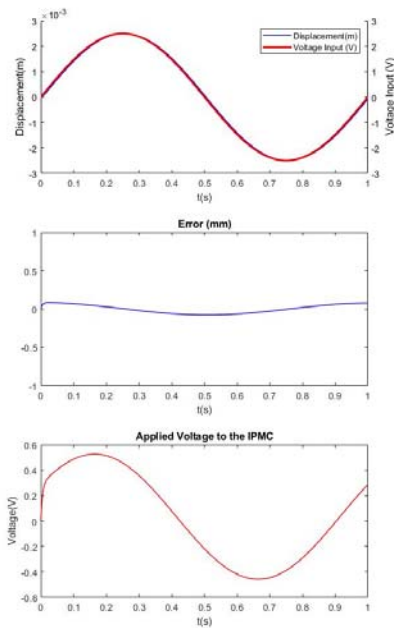 ×10⁻³
3
2
1
0
-1
-2
-3
Displacement(m)
Displacement(m)
Voltage Input (V)
3
2
1
0
-1
-2
-3
Voltage Input (V)
0 0.1 0.2 0.3 0.4 0.5 0.6 0.7 0.8 0.9 1
t(s)
Error (mm)
1
0.5
0
-0.5
-1
0 0.1 0.2 0.3 0.4 0.5 0.6 0.7 0.8 0.9 1
t(s)
Applied Voltage to the IPMC
0.6
0.4
0.2
0
-0.2
-0.4
-0.6
Voltage(V)
0 0.1 0.2 0.3 0.4 0.5 0.6 0.7 0.8 0.9 1
t(s)